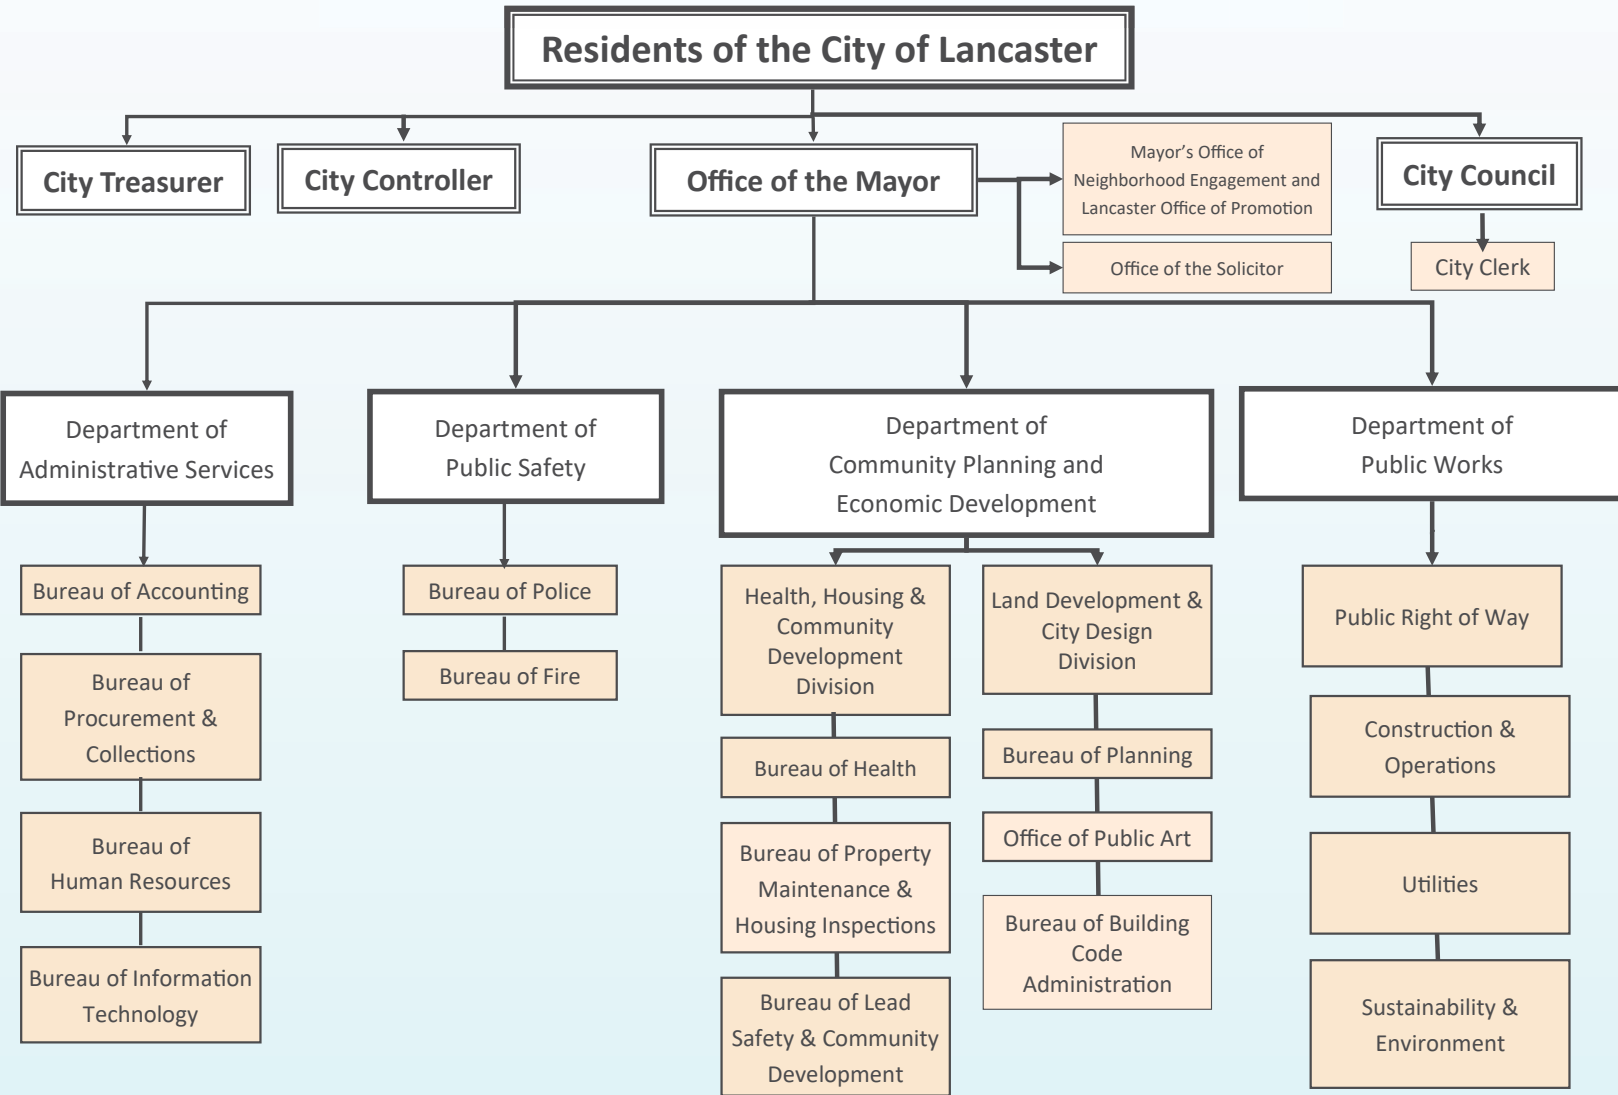 Residents of the City of Lancaster
City Treasurer
City Controller
Office of the Mayor
Mayor’s Office of
Neighborhood Engagement and
Lancaster Office of Promotion
Office of the Solicitor
City Council
City Clerk
Department of
Administrative Services
Department of
Public Safety
Department of
Community Planning and
Economic Development
Department of
Public Works
Bureau of Accounting
Bureau of
Procurement &
Collections
Bureau of
Human Resources
Bureau of Information
Technology
Bureau of Police
Bureau of Fire
Health, Housing &
Community
Development
Division
Bureau of Health
Bureau of Property
Maintenance &
Housing Inspections
Bureau of Lead
Safety & Community
Development
Land Development &
City Design
Division
Bureau of Planning
Office of Public Art
Bureau of Building
Code
Administration
Public Right of Way
Construction &
Operations
Utilities
Sustainability &
Environment